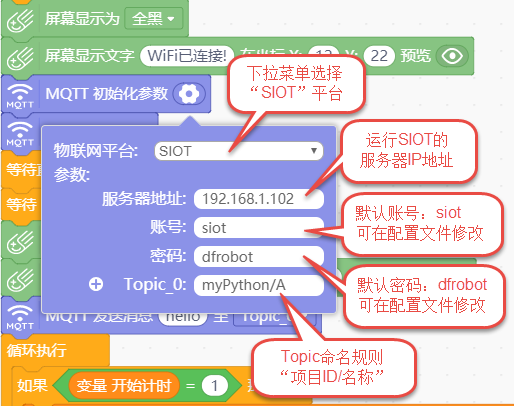 屏幕显示为 全黑
屏幕显示文字 WiFi已连接! 在坐标 X: 12 Y: 22 预览
MQTT MQTT 初始化参数
MQTT
等待
等待
物联网平台: SIOT
参数:
服务器地址: 192.168.1.102
账号: siot
密码: dfrobot
Topic_0: myPython/A
MQTT MQTT 发送消息 hello 至 Topic_0
循环执行
如果 变量 开始计时 = 1
下拉菜单选择
“SIOT”平台
运行SIOT的
服务器IP地址
默认账号：siot
可在配置文件修改
默认密码：dfrobot
可在配置文件修改
Topic命名规则
“项目ID/名称”